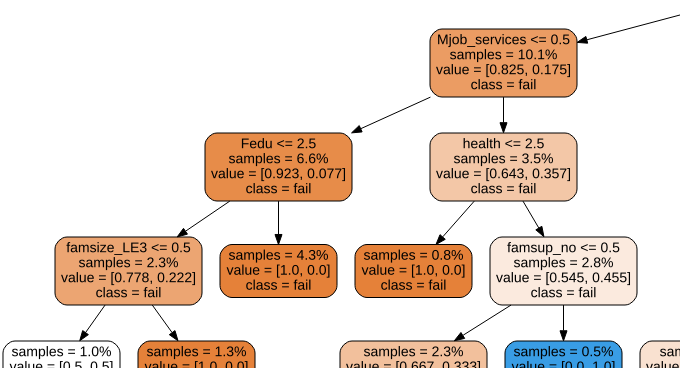 Mjob_services <= 0.5
samples = 10.1%
value = [0.825, 0.175]
class = fail
Fedu <= 2.5
samples = 6.6%
value = [0.923, 0.077]
class = fail
health <= 2.5
samples = 3.5%
value = [0.643, 0.357]
class = fail
famsize_LE3 <= 0.5
samples = 2.3%
value = [0.778, 0.222]
class = fail
samples = 4.3%
value = [1.0, 0.0]
class = fail
samples = 0.8%
value = [1.0, 0.0]
class = fail
famsup_no <= 0.5
samples = 2.8%
value = [0.545, 0.455]
class = fail
samples = 1.0%
value = [0.5, 0.5]
samples = 1.3%
value = [1.0, 0.0]
samples = 2.3%
value = [0.667, 0.333]
samples = 0.5%
value = [0.0, 1.0]